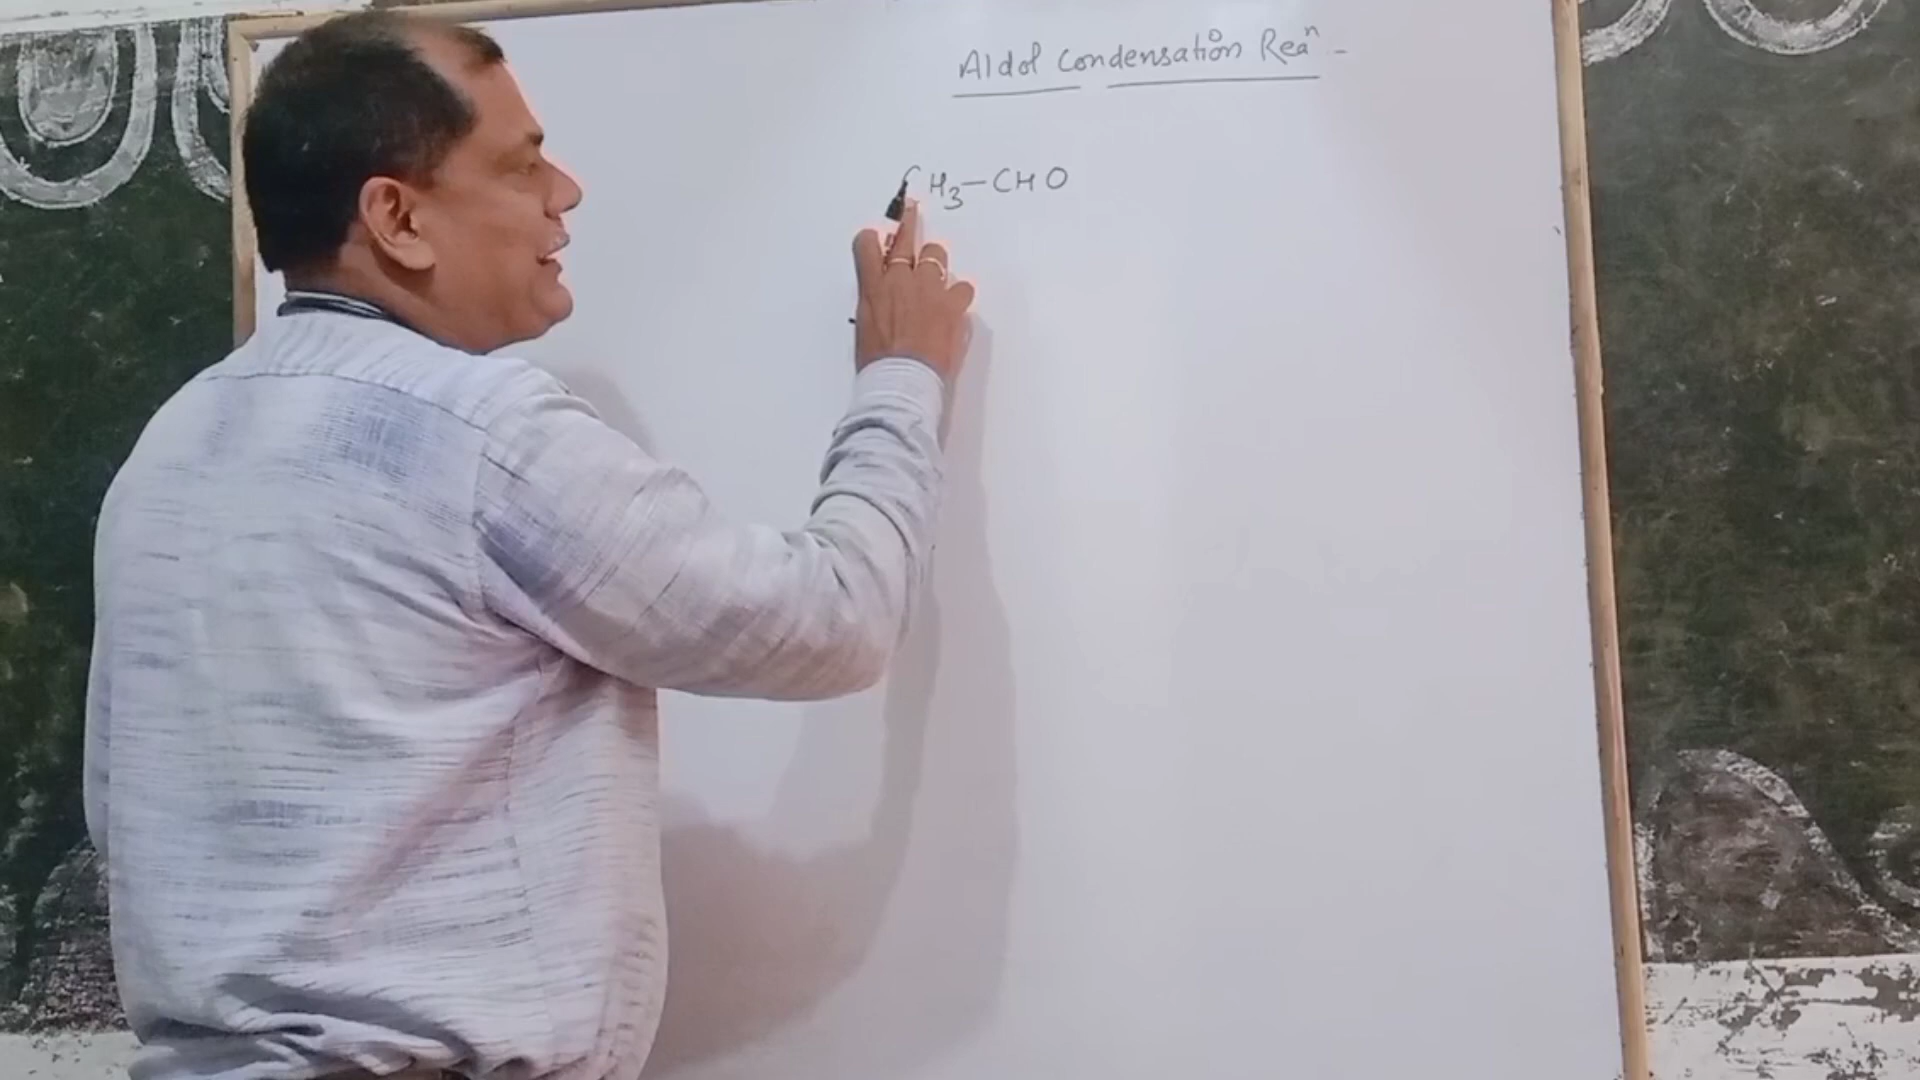 Aldol Condensation Reaⁿ -
CH₃-CHO